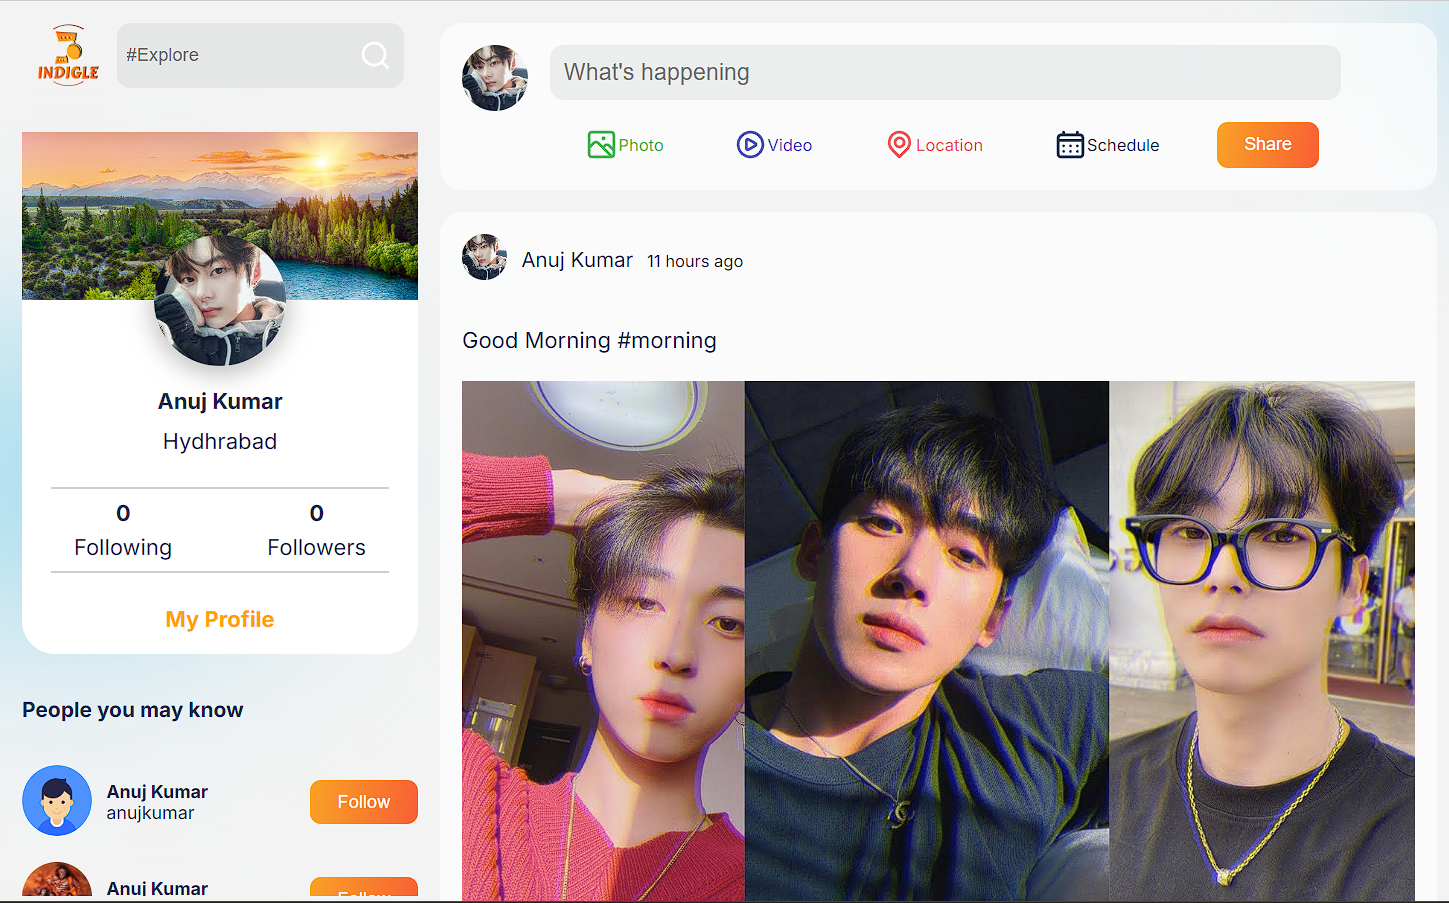 INDIGLE
#Explore
What's happening
Photo
Video
Location
Schedule
Share
Anuj Kumar
Hydhrabad
0
Following
0
Followers
My Profile
People you may know
Anuj Kumar
anujkumar
Follow
Anuj Kumar
Follow
Anuj Kumar 11 hours ago
Good Morning #morning